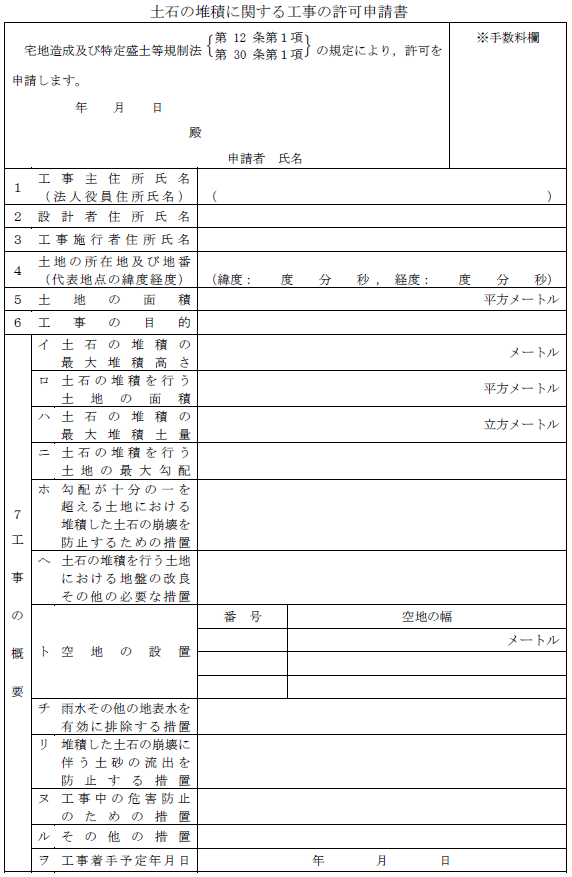 土石の堆積に関する工事の許可申請書
宅地造成及び特定盛土等規制法{第 12 条第1項
第 30 条第1項}の規定により，許可を
申請します。
年　月　日
殿
申請者　氏名
※手数料欄
1 工事主住所氏名
（法人役員住所氏名） （　）
2 設計者住所氏名
3 工事施行者住所氏名
4 土地の所在地及び地番
（代表地点の緯度経度） （緯度：　度　分　秒，経度：　度　分　秒）
5 土地の面積 平方メートル
6 工事の目的
7 工事の概要
イ 土石の堆積の
最大堆積高さ メートル
ロ 土石の堆積を行う
土地の面積 平方メートル
ハ 土石の堆積の
最大堆積土量 立方メートル
ニ 土石の堆積を行う
土地の最大勾配
ホ 勾配が十分の一を
超える土地における
堆積した土石の崩壊を
防止するための措置
ヘ 土石の堆積を行う土地
における地盤の改良
その他の必要な措置
ト 空地の設置
番号 空地の幅
メートル
チ 雨水その他の地表水を
有効に排除する措置
リ 堆積した土石の崩壊に
伴う土砂の流出を
防止する措置
ヌ 工事中の危害防止
のための措置
ル その他の措置
ヲ 工事着手予定年月日 年　月　日